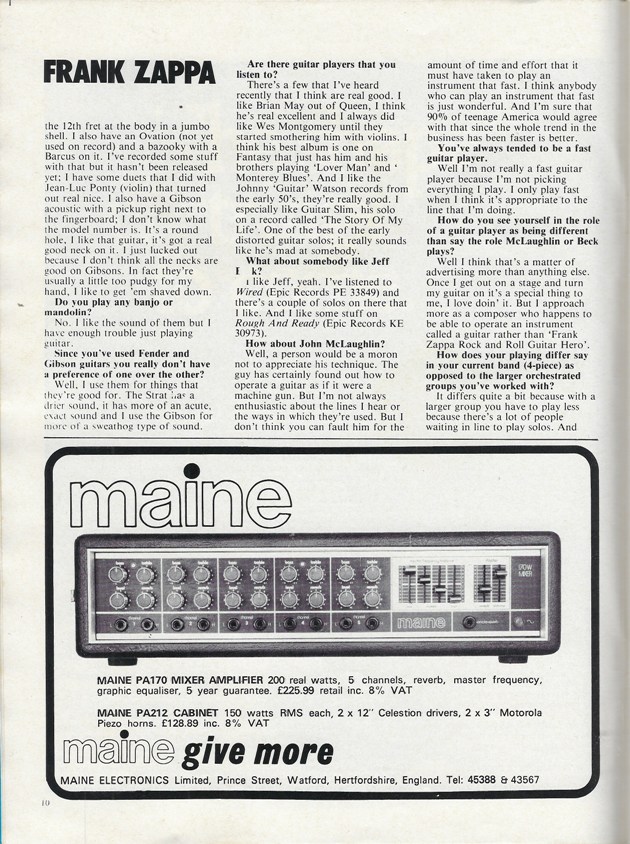 FRANK ZAPPA
the 12th fret at the body in a jumbo
shell. I also have an Ovation (not yet
used on record) and a bazooky with a
Barcus on it. I've recorded some stuff
with that but it hasn't been released
yet; I have some duets that I did with
Jean-Luc Ponty (violin) that turned
out real nice. I also have a Gibson
acoustic with a pickup right next to
the fingerboard; I don't know what
the model number is. It's a round
hole, I like that guitar, it's got a real
good neck on it. I just lucked out
because I don't think all the necks are
good on Gibsons. In fact they're
usually a little too pudgy for my
hand, I like to get 'em shaved down.
Do you play any banjo or
mandolin?
No. I like the sound of them but I
have enough trouble just playing
guitar.
Since you've used Fender and
Gibson guitars you really don't have
a preference of one over the other?
Well, I use them for things that
they're good for. The Strat has a
drier sound, it has more of an acute,
exact sound and I use the Gibson for
more of a sweathog type of sound.
Are there guitar players that you
listen to?
There's a few that I've heard
recently that I think are real good. I
like Brian May out of Queen, I think
he's real excellent and I always did
like Wes Montgomery until they
started smothering him with violins. I
think his best album is one on
Fantasy that just has him and his
brothers playing 'Lover Man' and '
Monterey Blues'. And I like the
Johnny 'Guitar' Watson records from
the early 50's, they're really good. I
especially like Guitar Slim, his solo
on a record called 'The Story Of My
Life'. One of the best of the early
distorted guitar solos; it really sounds
like he's mad at somebody.
What about somebody like Jeff
k?
I like Jeff, yeah. I've listened to
Wired (Epic Records PE 33849) and
there's a couple of solos on there that
I like. And I like some stuff on
Rough And Ready (Epic Records KE
30973).
How about John McLaughlin?
Well, a person would be a moron
not to appreciate his technique. The
guy has certainly found out how to
operate a guitar as if it were a
machine gun. But I'm not always
enthusiastic about the lines I hear or
the ways in which they're used. But I
don't think you can fault him for the
amount of time and effort that it
must have taken to play an
instrument that fast. I think anybody
who can play an instrument that fast
is just wonderful. And I'm sure that
90% of teenage America would agree
with that since the whole trend in the
business has been faster is better.
You've always tended to be a fast
guitar player.
Well I'm not really a fast guitar
player because I'm not picking
everything I play. I only play fast
when I think it's appropriate to the
line that I'm doing.
How do you see yourself in the role
of a guitar player as being different
than say the role McLaughlin or Beck
plays?
Well I think that's a matter of
advertising more than anything else.
Once I get out on a stage and turn
my guitar on it's a special thing to
me, I love doin' it. But I approach
more as a composer who happens to
be able to operate an instrument
called a guitar rather than 'Frank
Zappa Rock and Roll Guitar Hero'.
How does your playing differ say
in your current band (4-piece) as
opposed to the larger orchestrated
groups you've worked with?
It differs quite a bit because with a
larger group you have to play less
because there's a lot of people
waiting in line to play solos. And
maine
maine
MAINE PA170 MIXER AMPLIFIER 200 real watts, 5 channels, reverb, master frequency,
graphic equaliser, 5 year guarantee. £225.99 retail inc. 8% VAT
MAINE PA212 CABINET 150 watts RMS each, 2 x 12" Celestion drivers, 2 x 3" Motorola
Piezo horns. £128.89 inc. 8% VAT
maine give more
MAINE ELECTRONICS Limited, Prince Street, Watford, Hertfordshire, England. Tel: 45388 & 43567
10